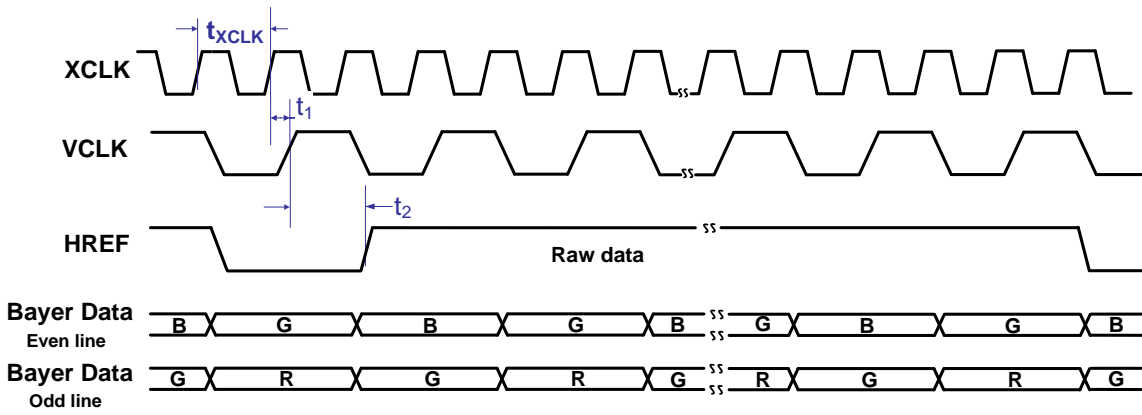 tXCLK
XCLK
t1
VCLK
t2
HREF
Raw data
Bayer Data
Even line
B G B G B G B G B
Bayer Data
Odd line
G R G R G R G R G